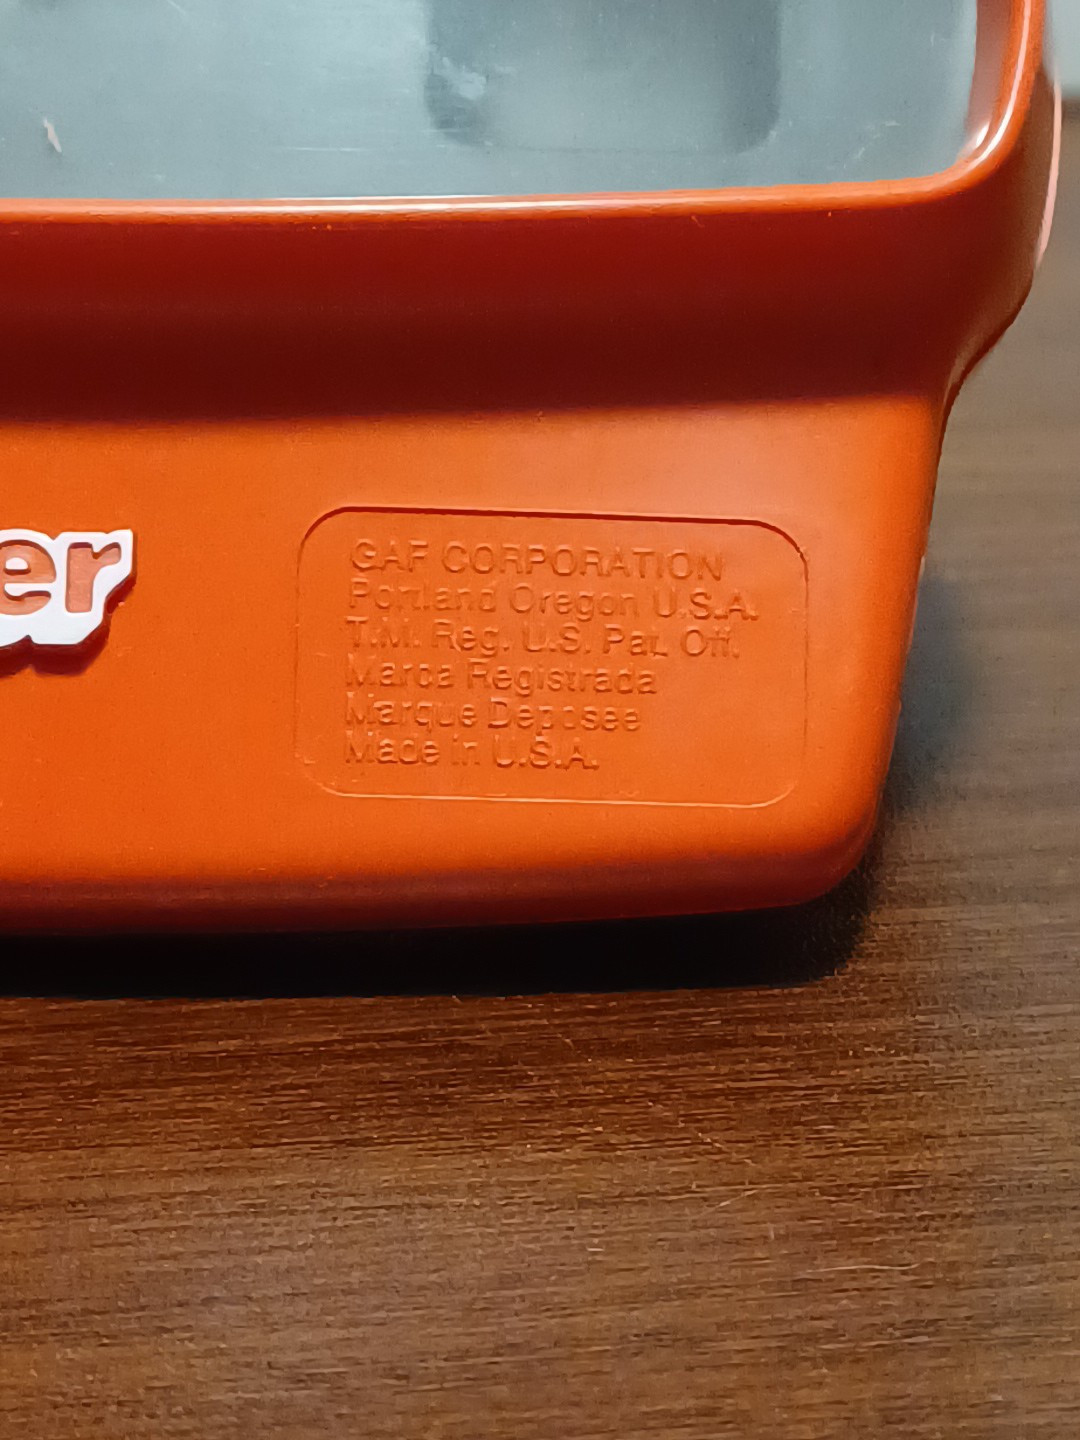 er
GAF CORPORATION
Portland Oregon U.S.A.
T.M. Reg. U.S. Pat. Off.
Marca Registrada
Marque Deposee
Made in U.S.A.